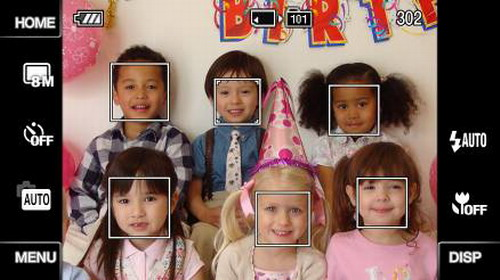 HOME
BIRT
101
302
8M
OFF
AUTO
AUTO
OFF
MENU
DISP